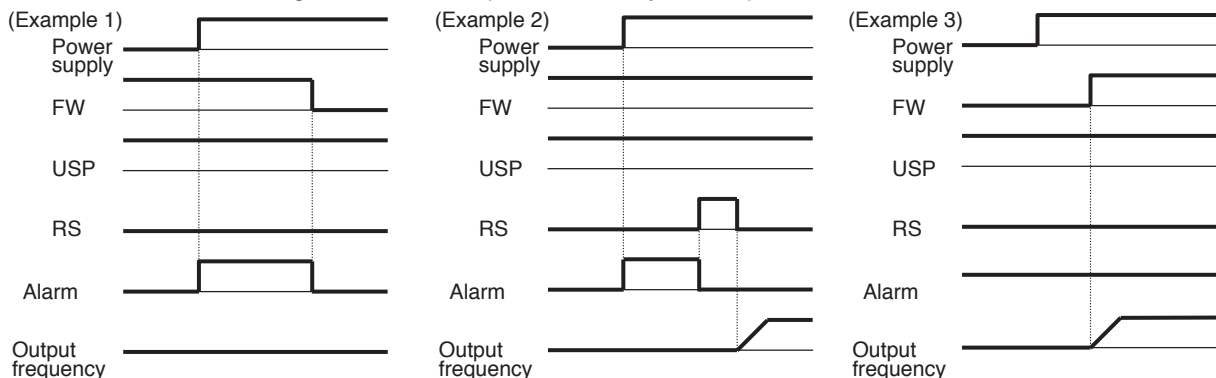 (Example 1)
Power
supply
FW
USP
RS
Alarm
Output
frequency
(Example 2)
Power
supply
FW
USP
RS
Alarm
Output
frequency
(Example 3)
Power
supply
FW
USP
RS
Alarm
Output
frequency